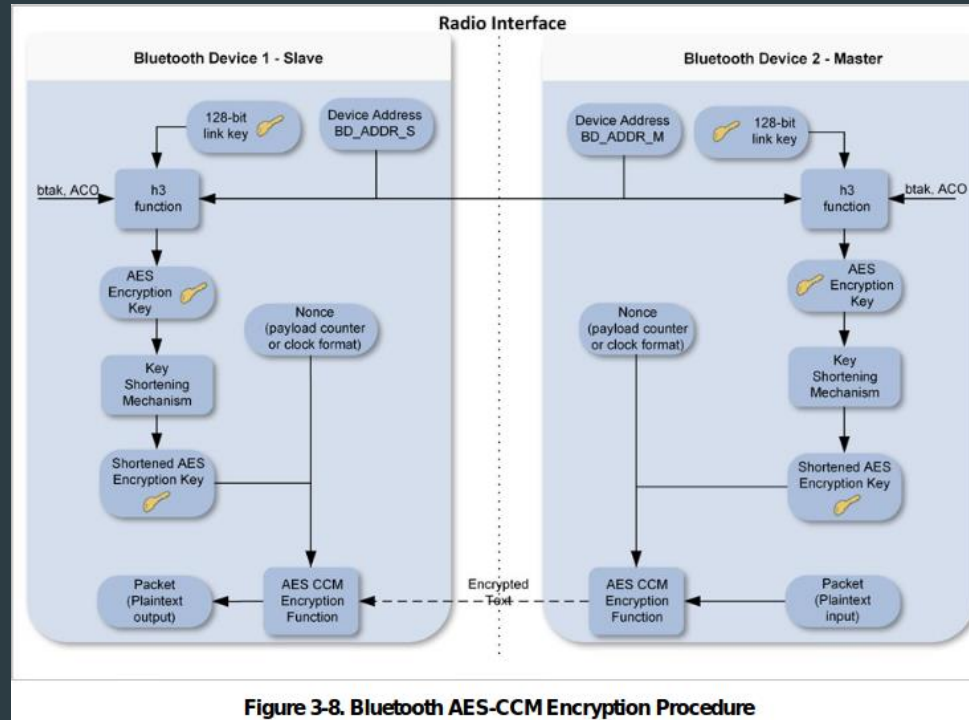 Radio Interface
Bluetooth Device 1 - Slave
128-bit
link key
Device Address
BD_ADDR_S
btak, ACO
h3
function
AES
Encryption
Key
Nonce
(payload counter
or clock format)
Key
Shortening
Mechanism
Shortened AES
Encryption Key
Packet
(Plaintext
output)
AES CCM
Encryption
Function
Encrypted
Text
Bluetooth Device 2 - Master
Device Address
BD_ADDR_M
128-bit
link key
h3
function
btak, ACO
AES
Encryption
Key
Nonce
(payload counter
or clock format)
Key
Shortening
Mechanism
Shortened AES
Encryption Key
AES CCM
Encryption
Function
Packet
(Plaintext
input)
Figure 3-8. Bluetooth AES-CCM Encryption Procedure